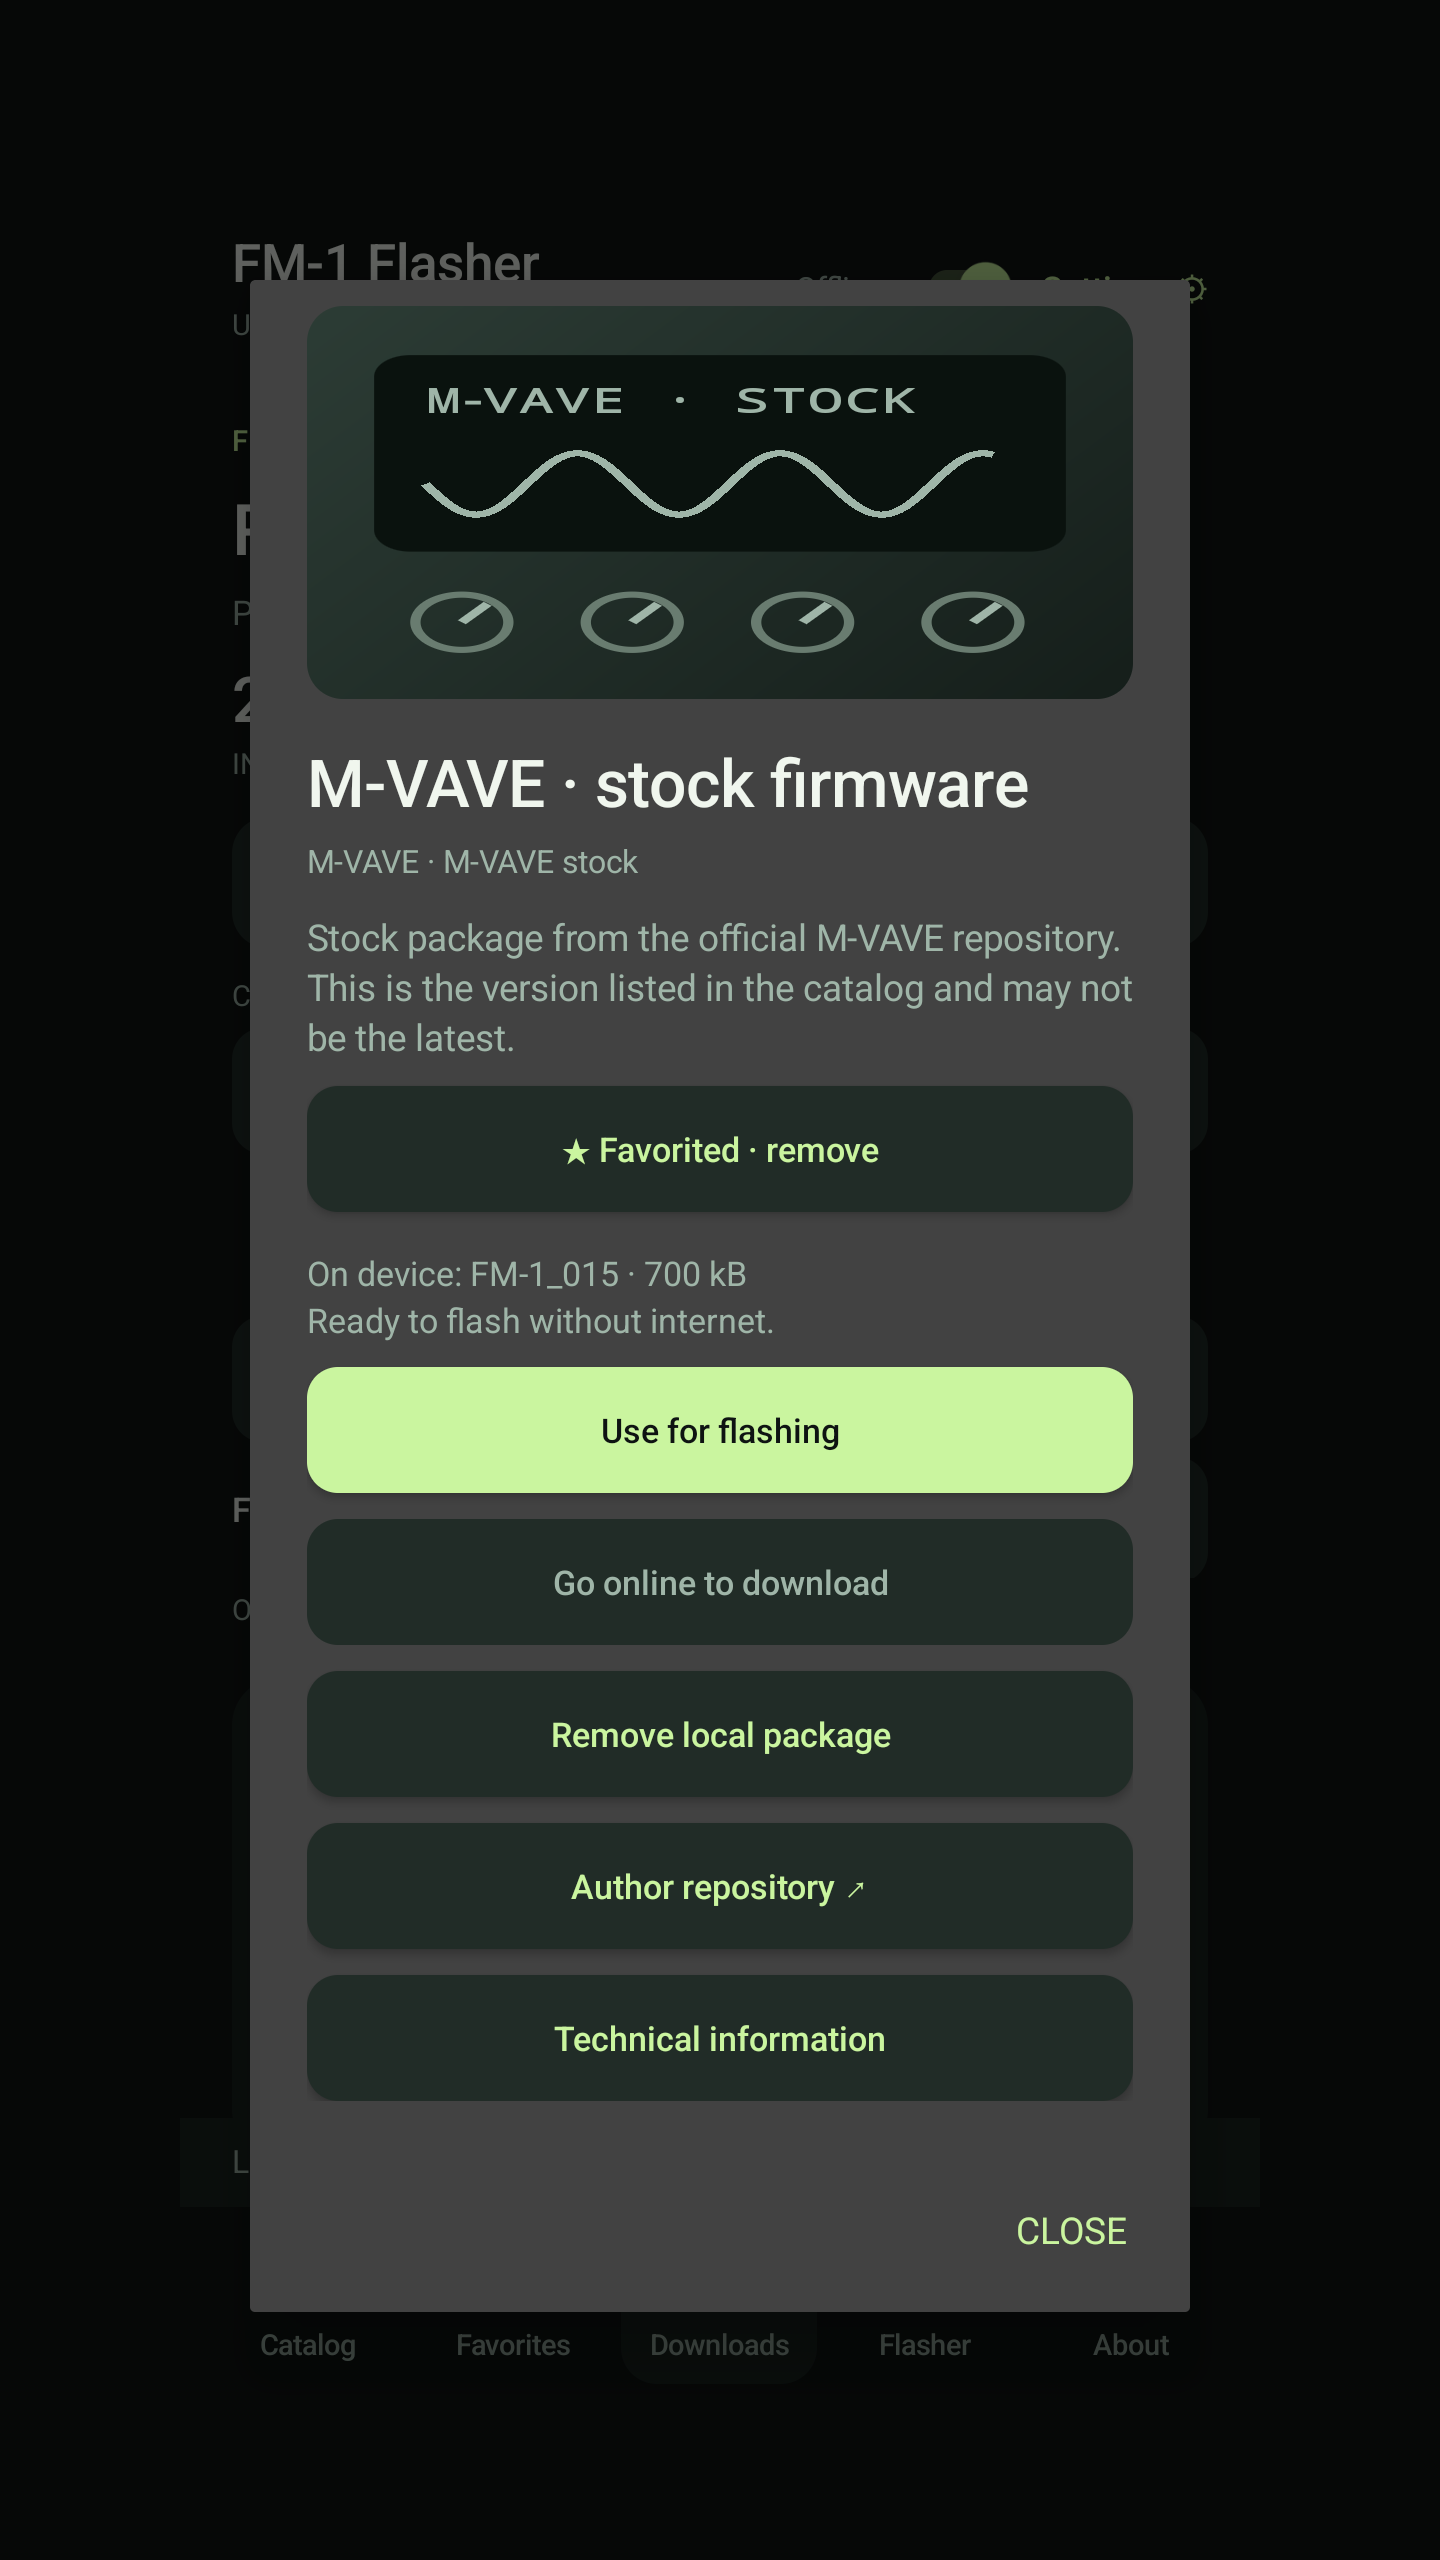 FM-1 Flasher
M-VAVE · STOCK
M-VAVE · stock firmware
M-VAVE · M-VAVE stock
Stock package from the official M-VAVE repository.
This is the version listed in the catalog and may not
be the latest.
★ Favorited · remove
On device: FM-1_015 · 700 kB
Ready to flash without internet.
Use for flashing
Go online to download
Remove local package
Author repository ↗
Technical information
CLOSE
Catalog Favorites Downloads Flasher About